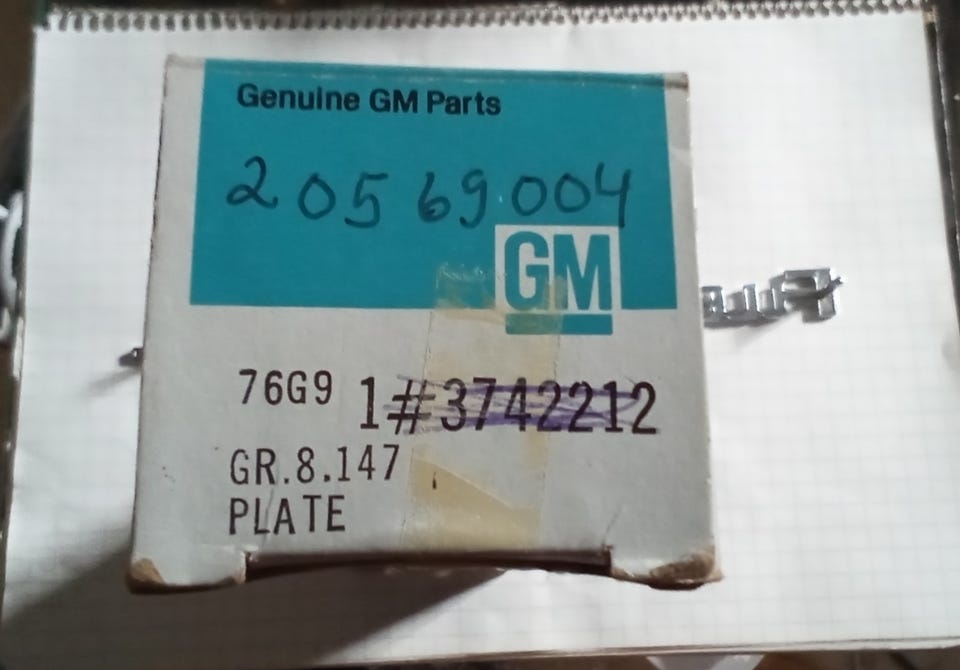 Genuine GM Parts
20569004
GM
76G9 1#3742212
GR.8.147
PLATE